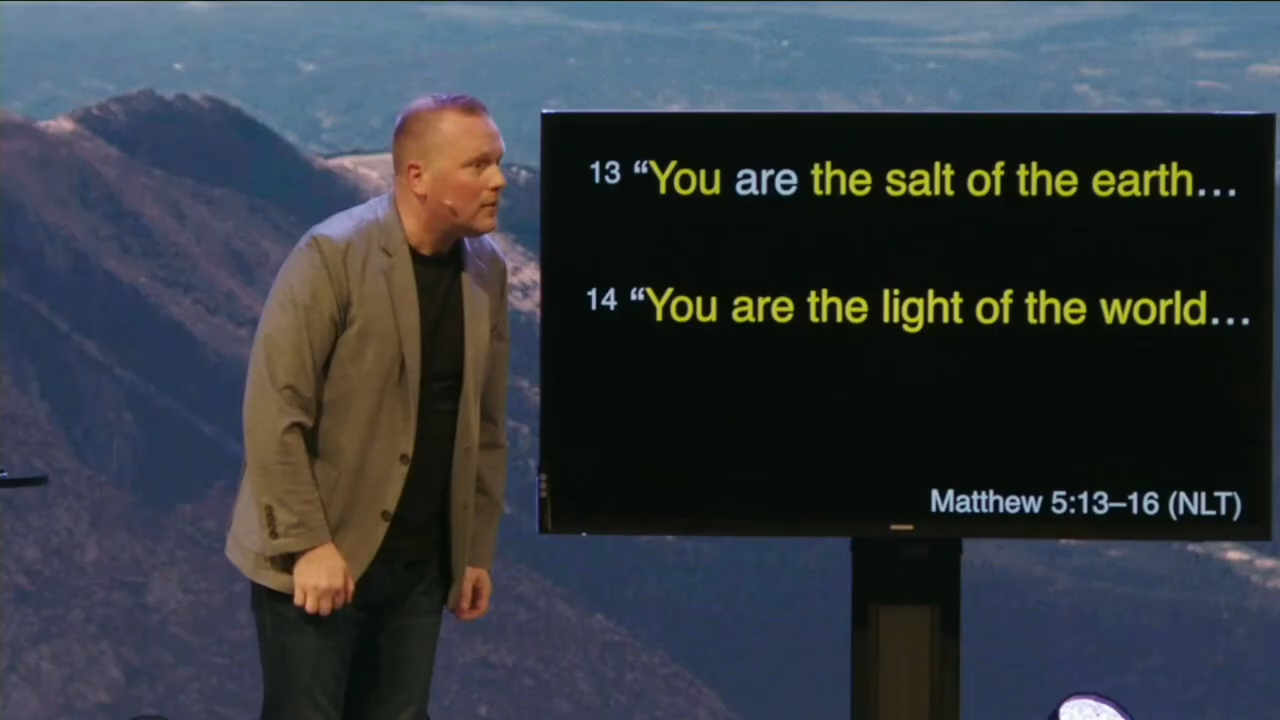 13 “You are the salt of the earth...
14 “You are the light of the world...
Matthew 5:13–16 (NLT)